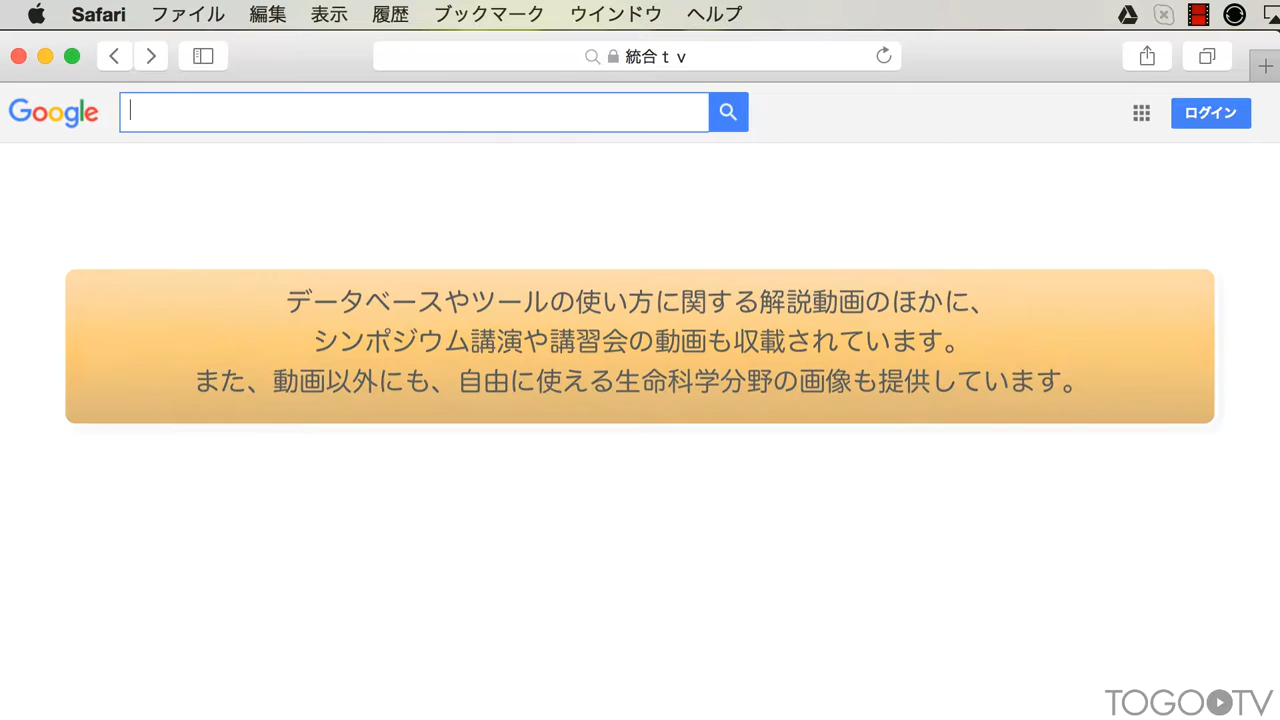 Safari ファイル 編集 表示 履歴 ブックマーク ウインドウ ヘルプ
統合ｔｖ
Google
ログイン
データベースやツールの使い方に関する解説動画のほかに、
シンポジウム講演や講習会の動画も収載されています。
また、動画以外にも、自由に使える生命科学分野の画像も提供しています。
TOGO TV